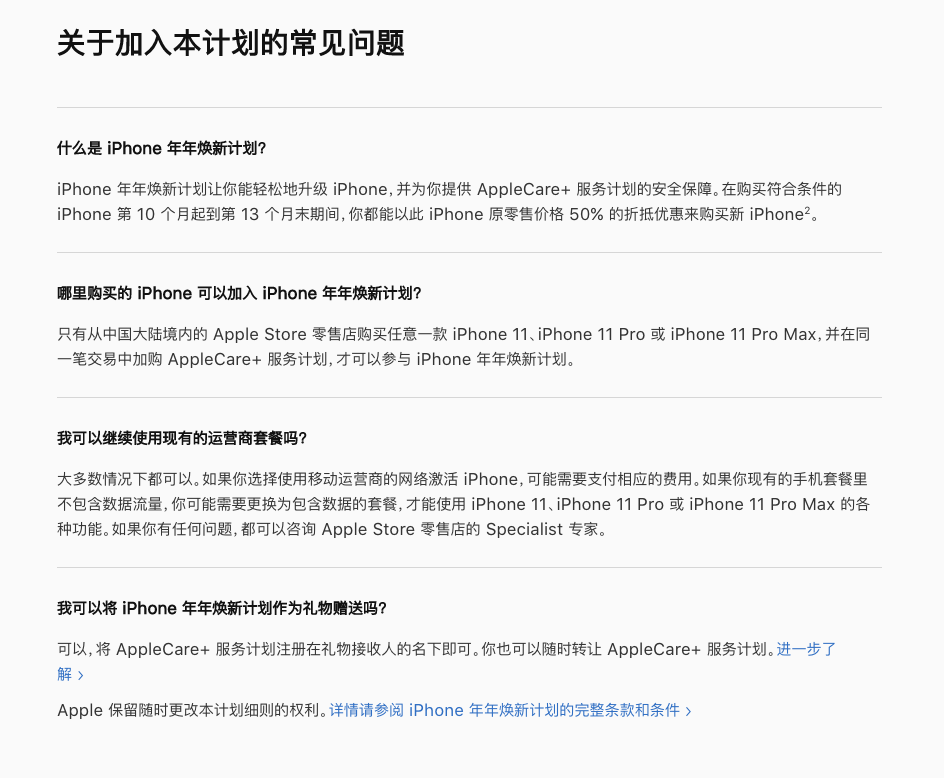 关于加入本计划的常见问题
什么是 iPhone 年年焕新计划?
iPhone 年年焕新计划让你能轻松地升级 iPhone，并为你提供 AppleCare+ 服务计划的安全保障。在购买符合条件的
iPhone 第 10 个月起到第 13 个月末期间，你都能以此 iPhone 原零售价格 50% 的折抵优惠来购买新 iPhone²。
哪里购买的 iPhone 可以加入 iPhone 年年焕新计划?
只有从中国大陆境内的 Apple Store 零售店购买任意一款 iPhone 11、iPhone 11 Pro 或 iPhone 11 Pro Max，并在同
一笔交易中加购 AppleCare+ 服务计划，才可以参与 iPhone 年年焕新计划。
我可以继续使用现有的运营商套餐吗?
大多数情况下都可以。如果你选择使用移动运营商的网络激活 iPhone，可能需要支付相应的费用。如果你现有的手机套餐里
不包含数据流量，你可能需要更换为包含数据的套餐，才能使用 iPhone 11、iPhone 11 Pro 或 iPhone 11 Pro Max 的各
种功能。如果你有任何问题，都可以咨询 Apple Store 零售店的 Specialist 专家。
我可以将 iPhone 年年焕新计划作为礼物赠送吗?
可以，将 AppleCare+ 服务计划注册在礼物接收人的名下即可。你也可以随时转让 AppleCare+ 服务计划。进一步了
解 >
Apple 保留随时更改本计划细则的权利。详情请参阅 iPhone 年年焕新计划的完整条款和条件 >